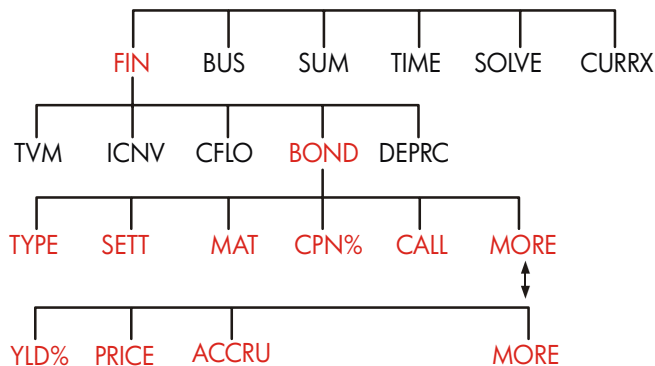 FIN BUS SUM TIME SOLVE CURRX
TVM ICNV CFLO BOND DEPRC
TYPE SETT MAT CPN% CALL MORE
YLD% PRICE ACCRU MORE